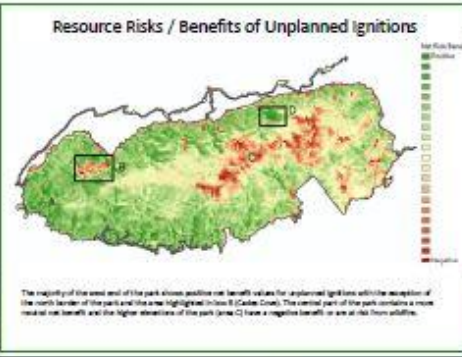 Resource Risks / Benefits of Unplanned Ignitions
Net Risk Benefit
Positive
D
B
C
A
Negative
The majority of the west end of the park shows positive net benefit values for unplanned ignitions with the exception of
the north border of the park and the area highlighted in box B (Cades Cove). The central part of the park contains a more
neutral net benefit and the higher elevations of the park (area C) have a negative benefit or are at risk from wildfire.